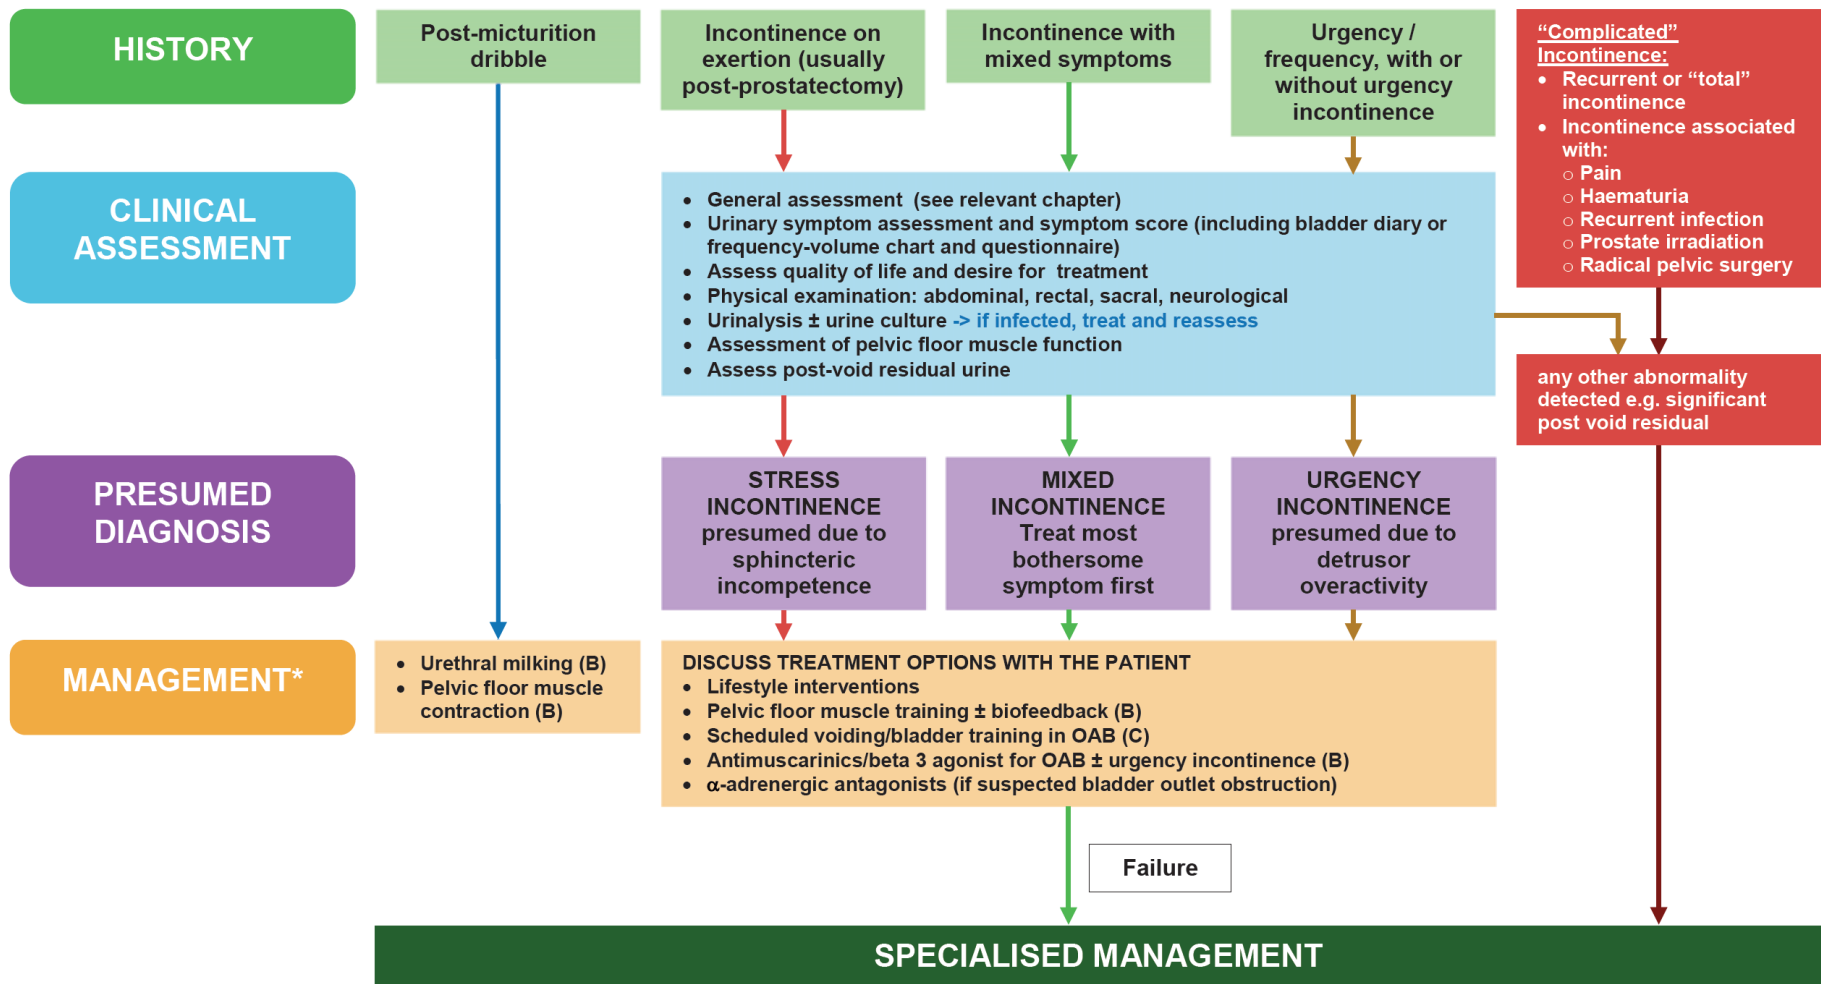 HISTORY
Post-micturition
dribble
Incontinence on
exertion (usually
post-prostatectomy)
Incontinence with
mixed symptoms
Urgency /
frequency, with or
without urgency
incontinence
“Complicated”
Incontinence:
• Recurrent or “total”
incontinence
• Incontinence associated
with:
o Pain
o Haematuria
o Recurrent infection
o Prostate irradiation
o Radical pelvic surgery
CLINICAL
ASSESSMENT
• General assessment (see relevant chapter)
• Urinary symptom assessment and symptom score (including bladder diary or
frequency-volume chart and questionnaire)
• Assess quality of life and desire for treatment
• Physical examination: abdominal, rectal, sacral, neurological
• Urinalysis ± urine culture -> if infected, treat and reassess
• Assessment of pelvic floor muscle function
• Assess post-void residual urine
any other abnormality
detected e.g. significant
post void residual
PRESUMED
DIAGNOSIS
STRESS
INCONTINENCE
presumed due to
sphincteric
incompetence
MIXED
INCONTINENCE
Treat most
bothersome
symptom first
URGENCY
INCONTINENCE
presumed due to
detrusor
overactivity
MANAGEMENT*
• Urethral milking (B)
• Pelvic floor muscle
contraction (B)
DISCUSS TREATMENT OPTIONS WITH THE PATIENT
• Lifestyle interventions
• Pelvic floor muscle training ± biofeedback (B)
• Scheduled voiding/bladder training in OAB (C)
• Antimuscarinics/beta 3 agonist for OAB ± urgency incontinence (B)
• α-adrenergic antagonists (if suspected bladder outlet obstruction)
Failure
SPECIALISED MANAGEMENT